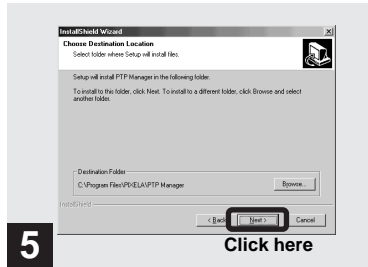 InstallShield Wizard
Choose Destination Location
Select folder where Setup will install files.
Setup will install PTP Manager in the following folder.
To install to this folder, click Next. To install to a different folder, click Browse and select
another folder.
Destination Folder
C:\Program Files\PIXELA\PTP Manager
Browse...
InstallShield
< Back
Next >
Cancel
5
Click here